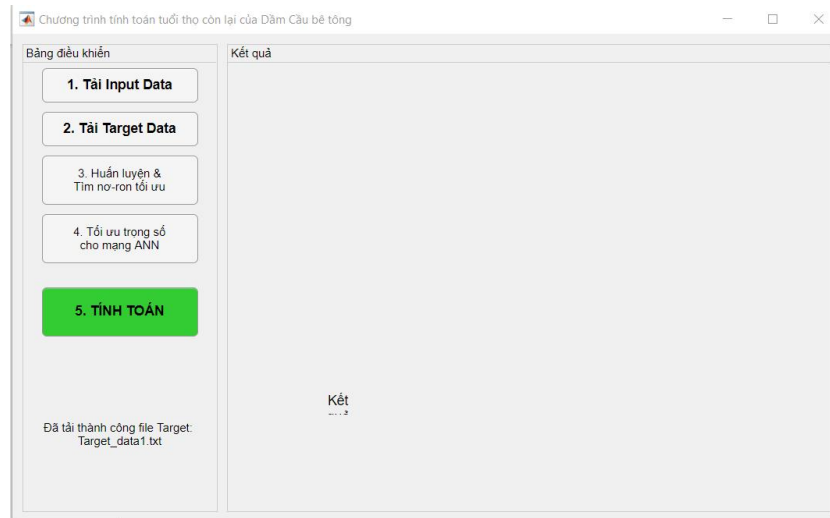 Chương trình tính toán tuổi thọ còn lại của Dầm Cầu bê tông
Bảng điều khiển
1. Tải Input Data
2. Tải Target Data
3. Huấn luyện &
Tìm nơ-ron tối ưu
4. Tối ưu trọng số
cho mạng ANN
5. TÍNH TOÁN
Đã tải thành công file Target:
Target_data1.txt
Kết quả
Kết